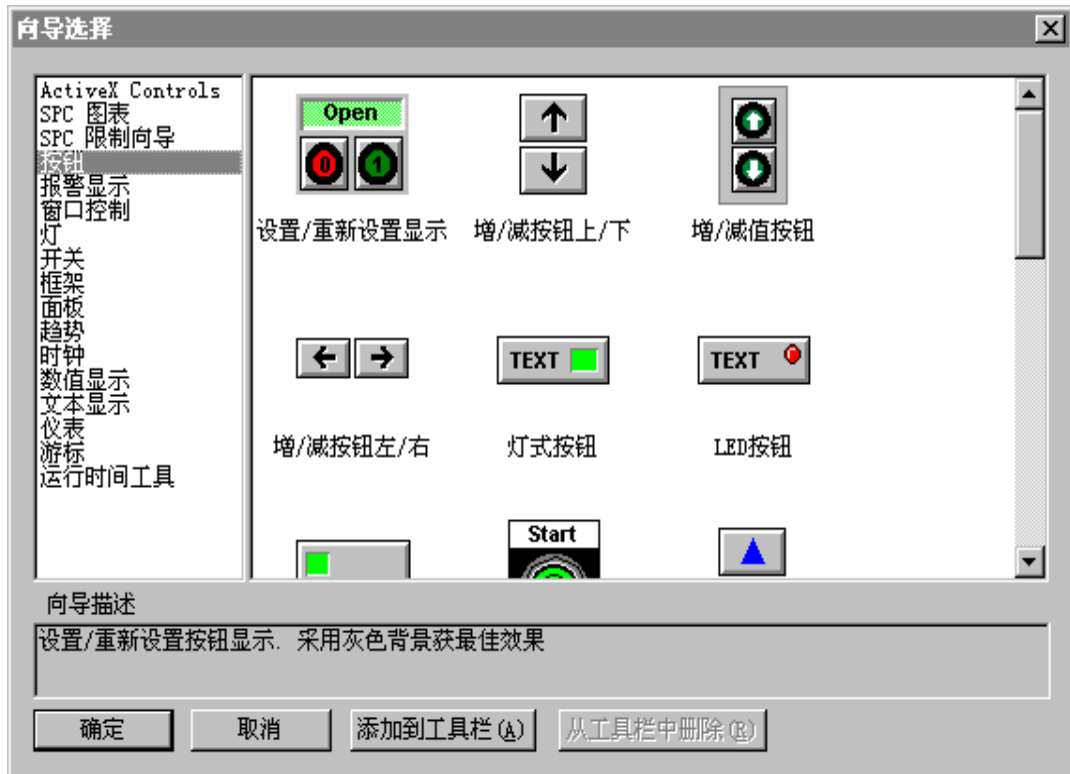 向导选择
ActiveX Controls
SPC 图表
SPC 限制向导
按钮
报警显示
窗口控制
灯
开关
框架
面板
趋势
时钟
数值显示
文本显示
仪表
游标
运行时间工具
Open
0 1
设置/重新设置显示 增/减按钮上/下 增/减值按钮
TEXT TEXT
增/减按钮左/右 灯式按钮 LED按钮
Start
向导描述
设置/重新设置按钮显示. 采用灰色背景获最佳效果
确定 取消 添加到工具栏(A) 从工具栏中删除(R)